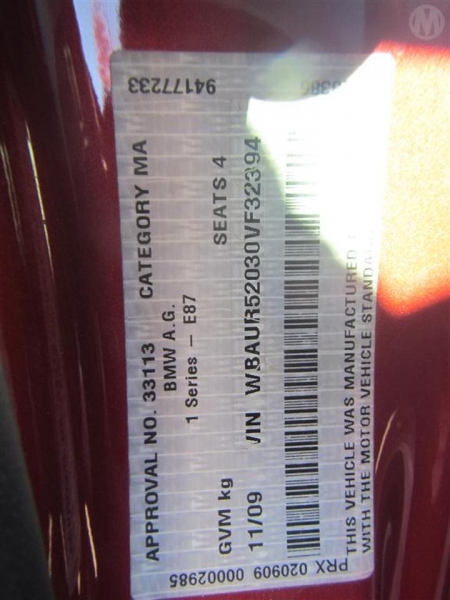 94177233
APPROVAL NO. 33113 CATEGORY MA
BMW A.G.
1 Series – E87
GVM kg SEATS 4
11/09 VIN WBAUR52030VF32394
THIS VEHICLE WAS MANUFACTURED
WITH THE MOTOR VEHICLE STANDA
PRX 020909 00002985
M